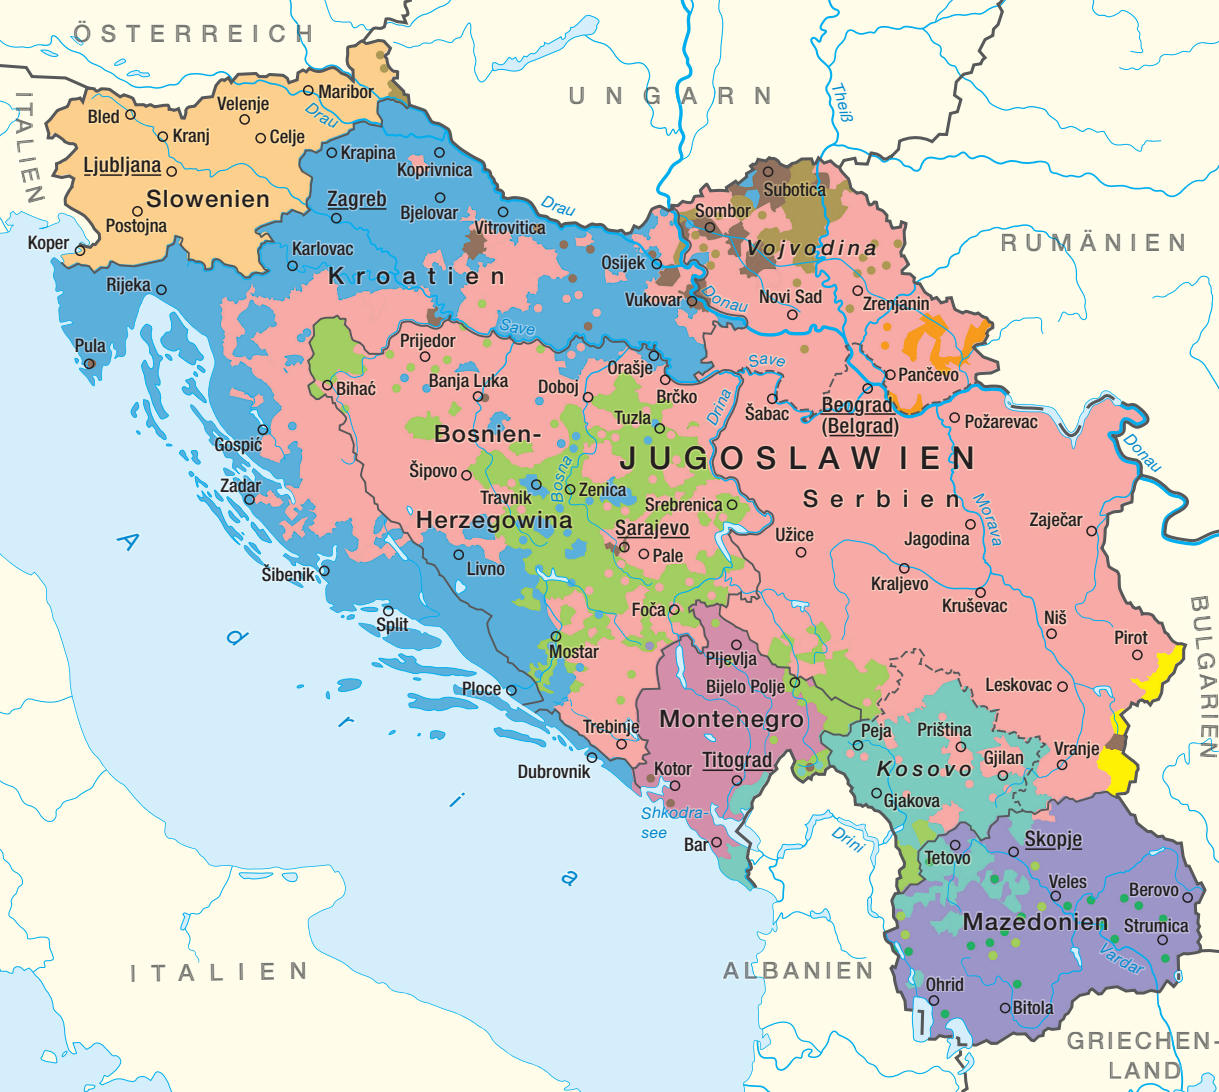 ÖSTERREICH
UNGARN
ITALIEN
Theiß
Maribor
Velenje
Bled
Drau
Kranj
Celje
Krapina
Koprivnica
Ljubljana
Slowenien
Zagreb
Bjelovar
Drau
Subotica
Postojna
Vitrovitica
Sombor
Koper
Karlovac
Vojvodina
RUMÄNIEN
Kroatien
Osijek
Rijeka
Vukovar
Donau
Novi Sad
Zrenjanin
Save
Pula
Prijedor
Save
Orašje
Pančevo
Bihać
Banja Luka
Doboj
Brčko
Drina
Šabac
Beograd
(Belgrad)
Požarevac
Tuzla
Bosnien-
Gospić
Donau
JUGOSLAWIEN
Šipovo
Bosna
Zadar
Travnik
Zenica
Srebrenica
Serbien
Morava
Herzegowina
Sarajevo
Užice
Jagodina
Zaječar
Pale
Adria
Šibenik
Livno
Kraljevo
Kruševac
Foča
Split
Niš
BULGARIEN
Mostar
Pljevlja
Pirot
Ploce
Bijelo Polje
Leskovac
Montenegro
Trebinje
Peja
Priština
Vranje
Dubrovnik
Titograd
Gjilan
Kotor
Kosovo
Gjakova
Shkodra-
see
Drini
Skopje
Bar
Tetovo
Veles
Berovo
Mazedonien
Strumica
Vardar
ITALIEN
ALBANIEN
Ohrid
Bitola
GRIECHEN-
LAND